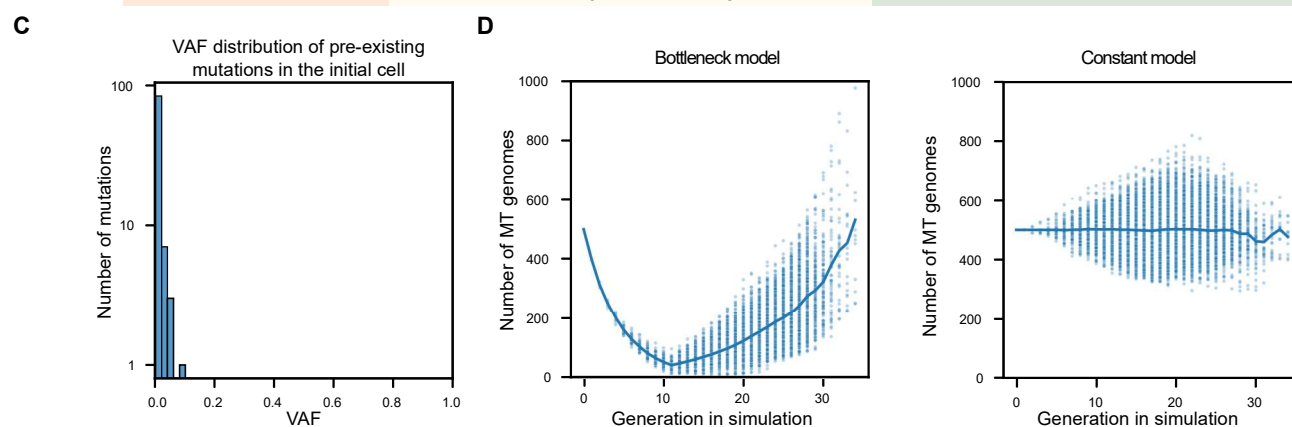 C
D
VAF distribution of pre-existing
mutations in the initial cell
100
10
1
Number of mutations
0.0 0.2 0.4 0.6 0.8 1.0
VAF
Bottleneck model
1000
800
600
400
200
0
Number of MT genomes
0 10 20 30
Generation in simulation
Constant model
1000
800
600
400
200
0
Number of MT genomes
0 10 20 30
Generation in simulation